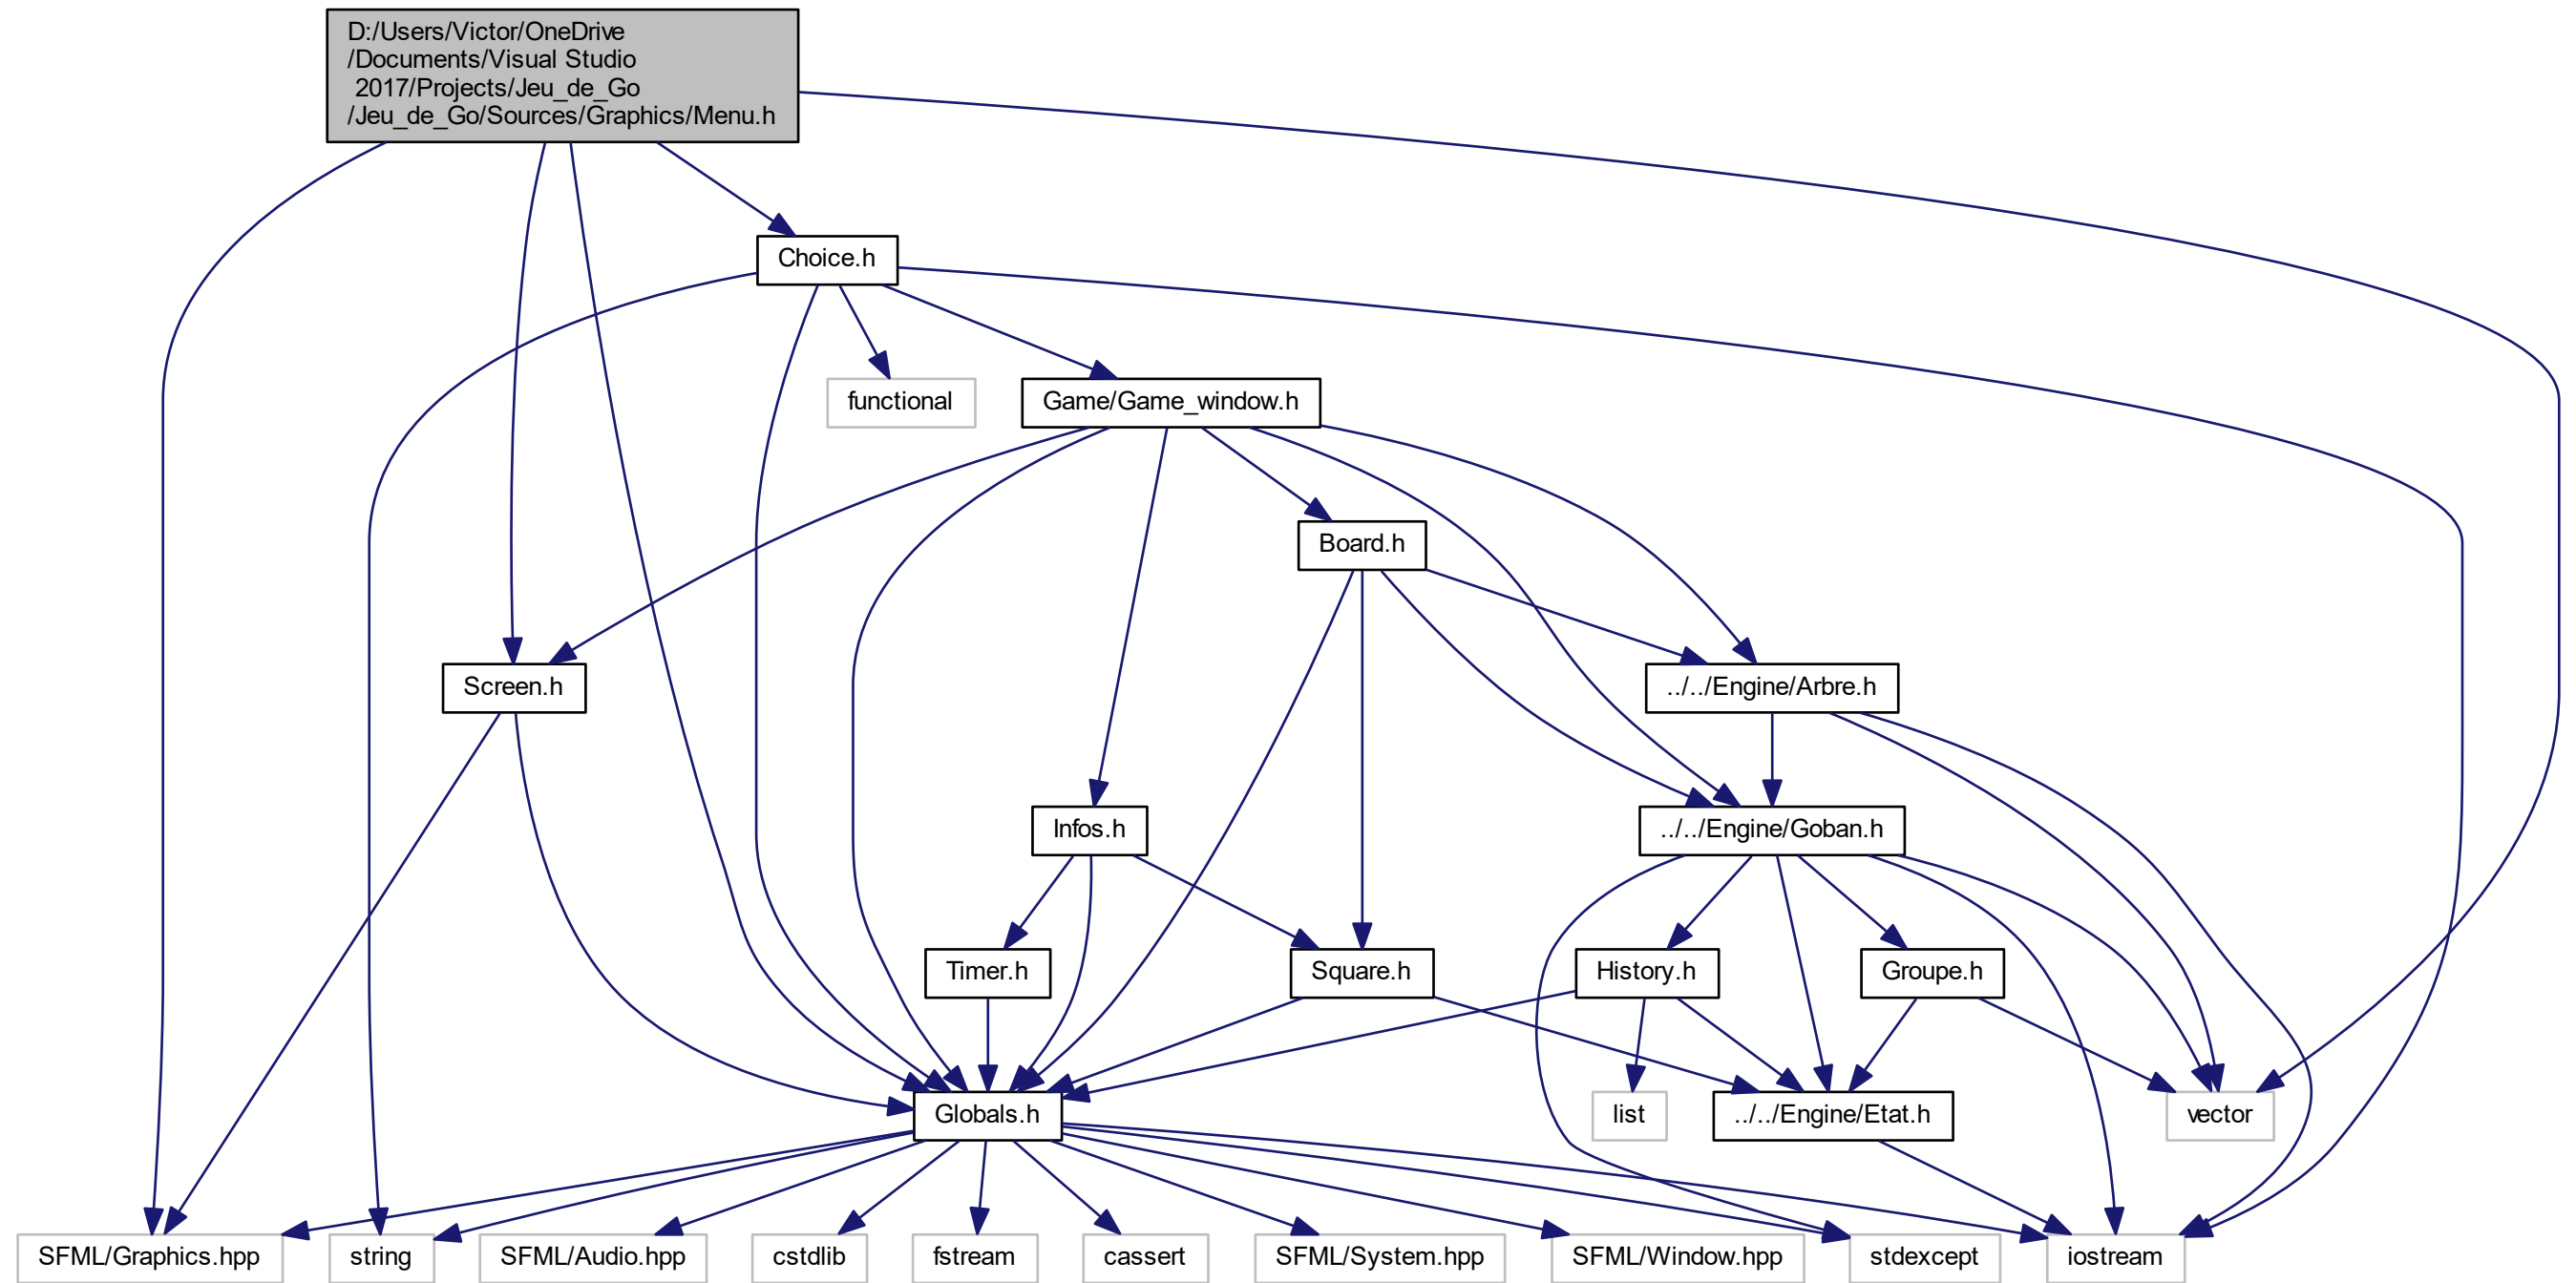 D:/Users/Victor/OneDrive
/Documents/Visual Studio
2017/Projects/Jeu_de_Go
/Jeu_de_Go/Sources/Graphics/Menu.h
Choice.h
functional
Game/Game_window.h
Board.h
Screen.h
../../Engine/Arbre.h
Infos.h
../../Engine/Goban.h
Timer.h
Square.h
History.h
Groupe.h
Globals.h
list
../../Engine/Etat.h
vector
SFML/Graphics.hpp
string
SFML/Audio.hpp
cstdlib
fstream
cassert
SFML/System.hpp
SFML/Window.hpp
stdexcept
iostream